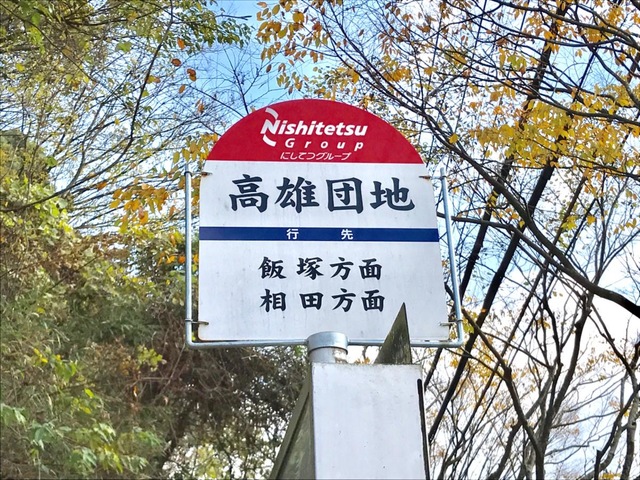 Nishitetsu
Group
にしてつグループ
高雄団地
行先
飯塚方面
相田方面